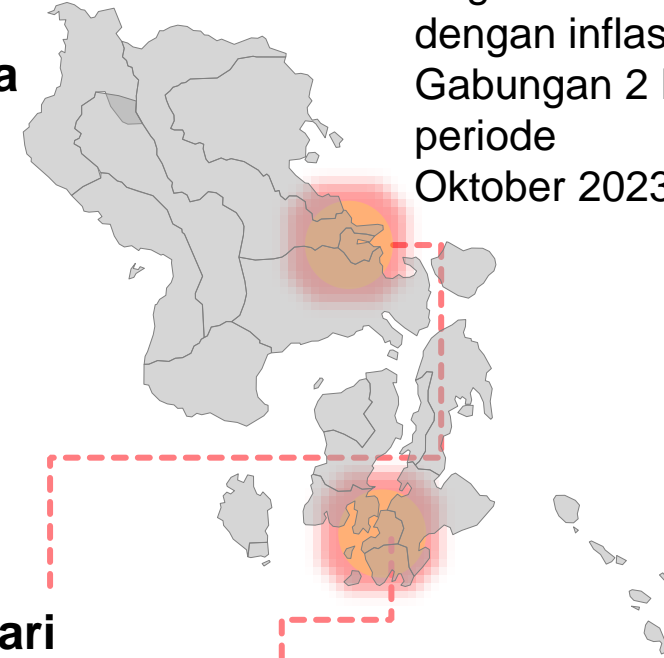 dengan inflas
a
Gabungan 2
periode
Oktober 2023
ari